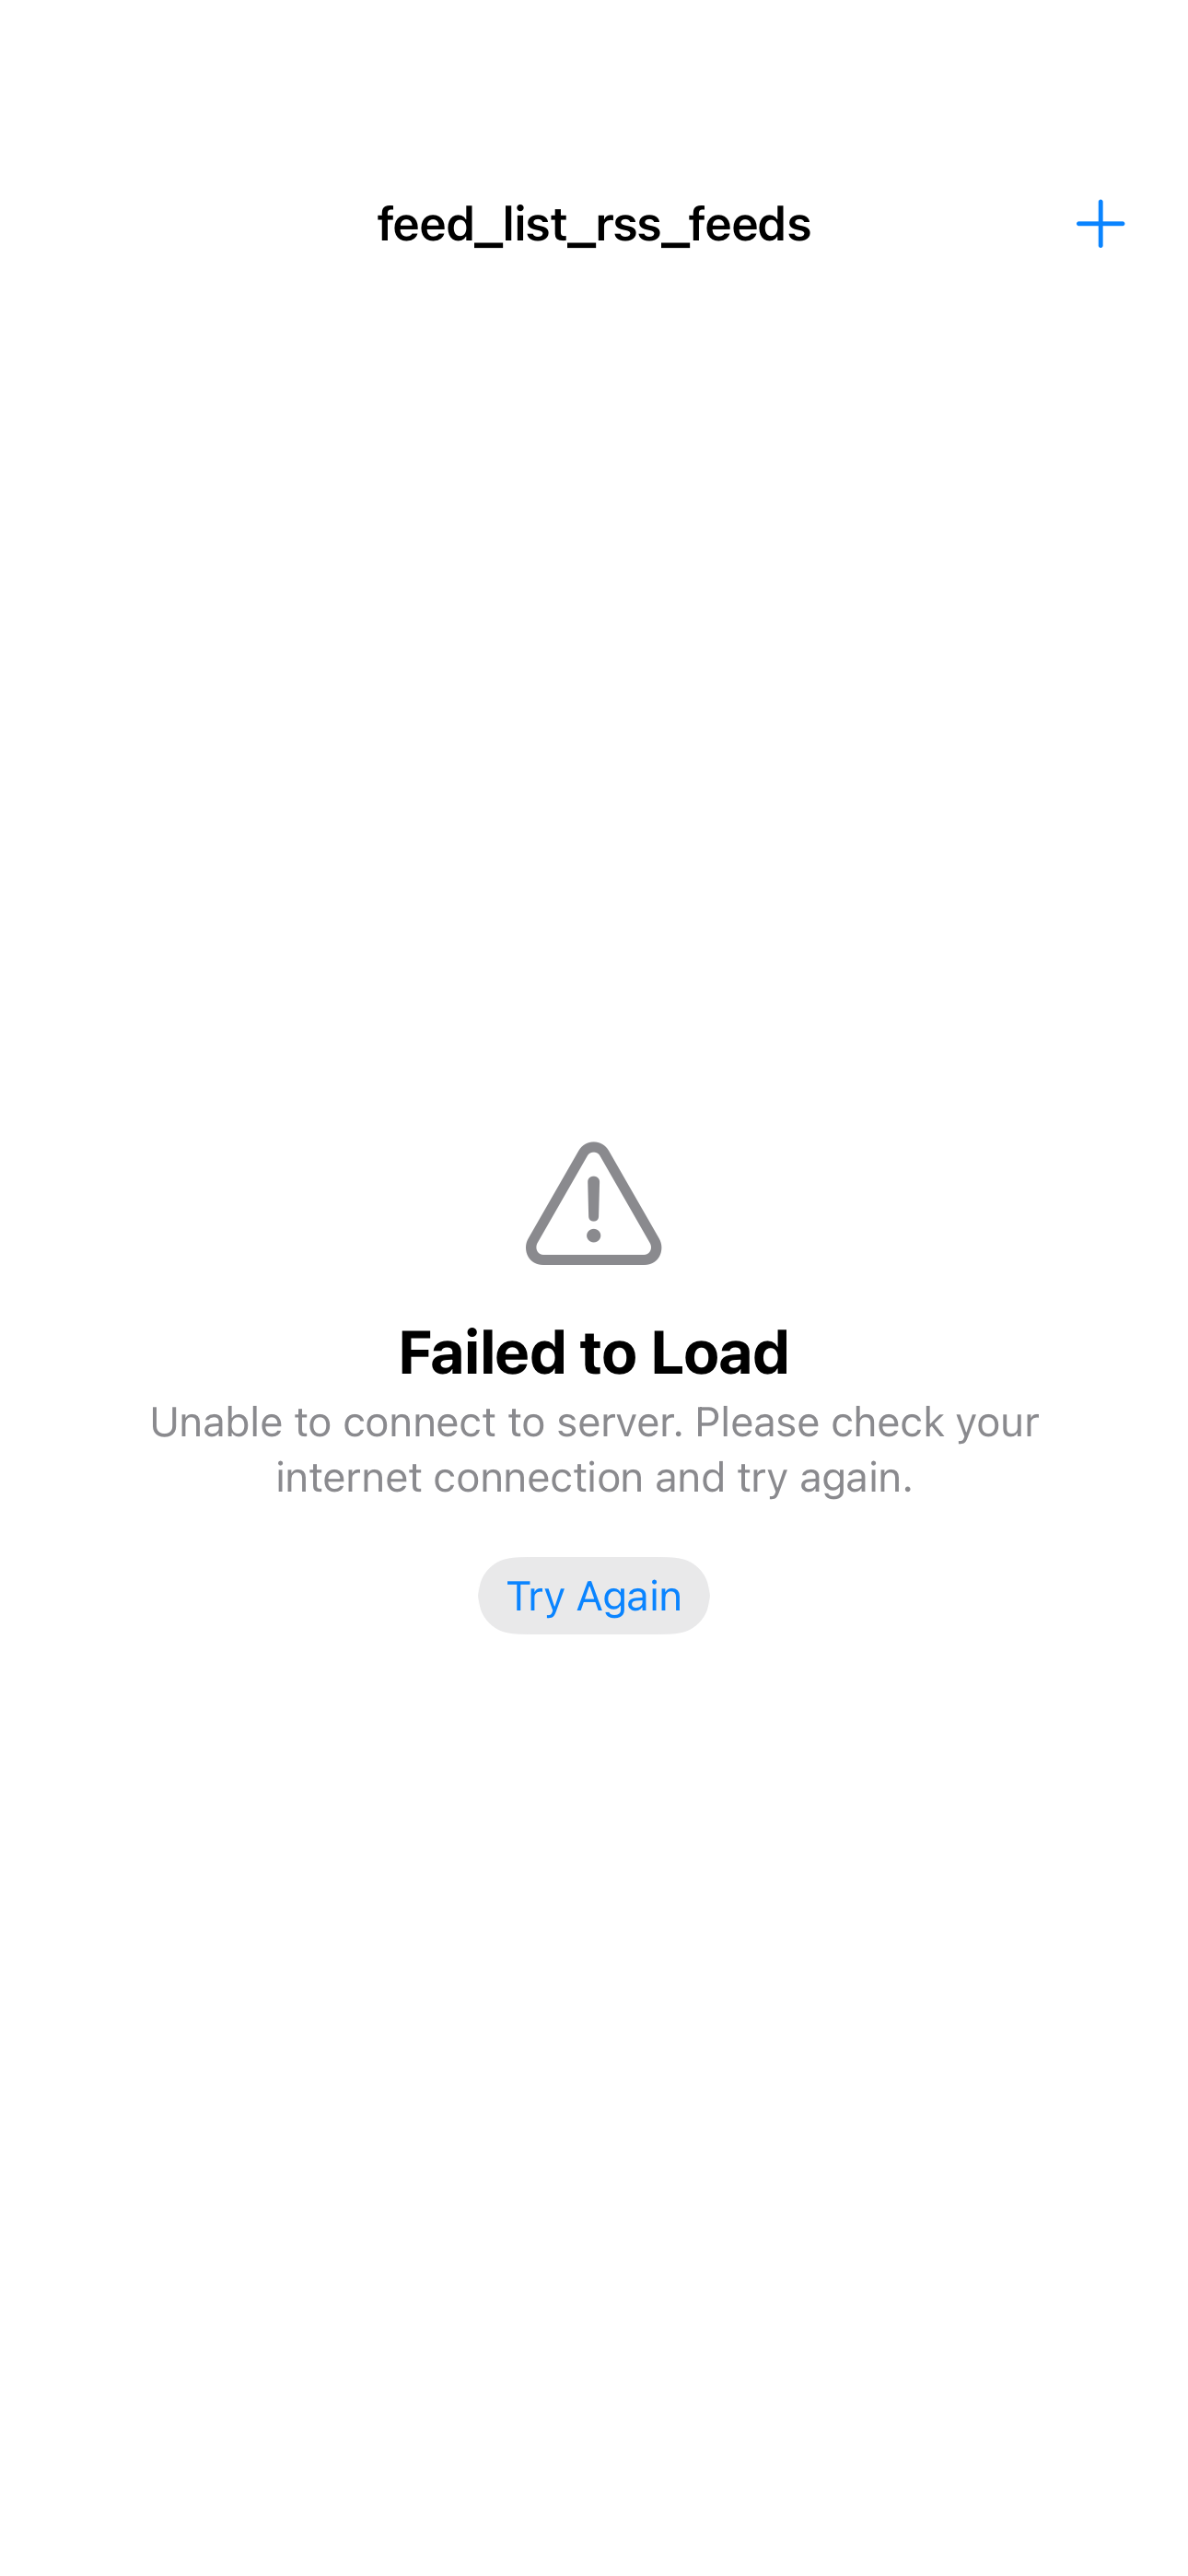 feed_list_rss_feeds
Failed to Load
Unable to connect to server. Please check your
internet connection and try again.
Try Again